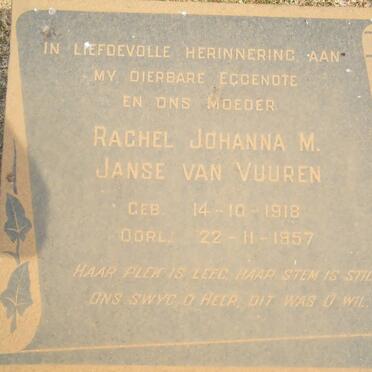 IN LIEFDEVOLLE HERINNERING AAN
MY DIERBARE EGGENOTE
EN ONS MOEDER
RACHEL JOHANNA M.
JANSE VAN VUUREN
GEB. 14-10-1918
OORL. 22-11-1957
HAAR PLEK IS LEEG, HAAR STEM IS STIL
ONS SWYG O HEER, DIT WAS U WIL.